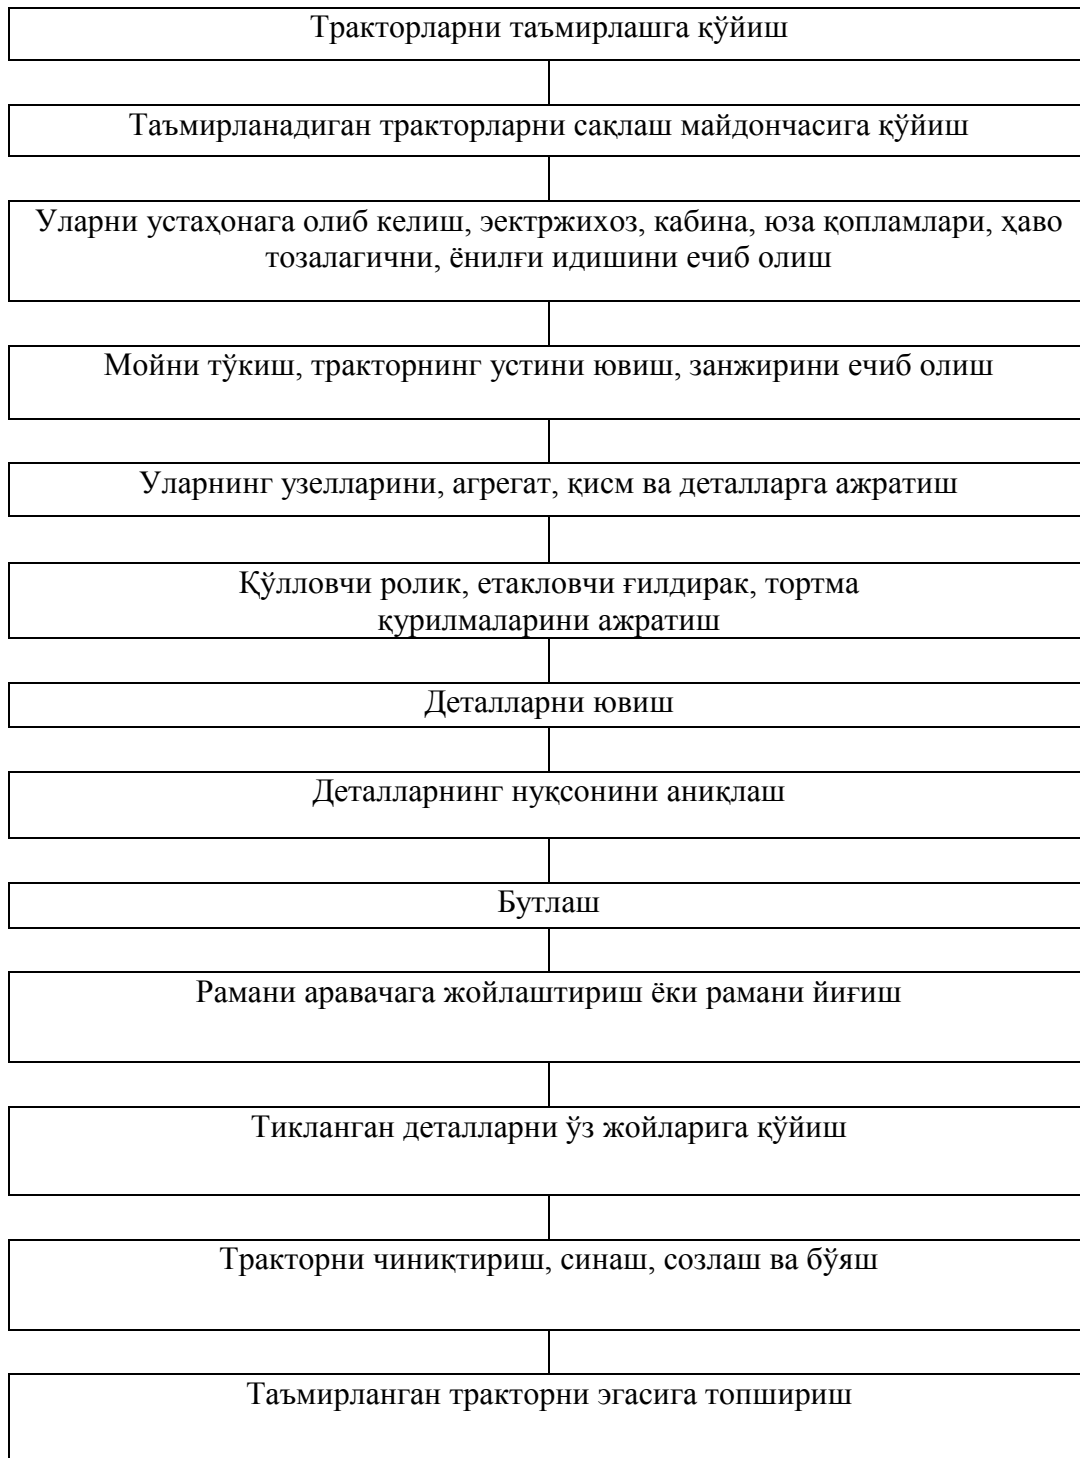 Тракторларни таъмирлашга қўйиш
Таъмирланадиган тракторларни сақлаш майдончасига қўйиш
Уларни устаҳонага олиб келиш, эектржихоз, кабина, юза қопламлари, ҳаво
тозалагични, ёнилғи идишини ечиб олиш
Мойни тўкиш, тракторнинг устини ювиш, занжирини ечиб олиш
Уларнинг узелларини, агрегат, қисм ва деталларга ажратиш
Қўлловчи ролик, етакловчи ғилдирак, тортма
қурилмаларини ажратиш
Деталларни ювиш
Деталларнинг нуқсонини аниқлаш
Бутлаш
Рамани аравачага жойлаштириш ёки рамани йиғиш
Тикланган деталларни ўз жойларига қўйиш
Тракторни чиниқтириш, синаш, созлаш ва бўяш
Таъмирланган тракторни эгасига топшириш